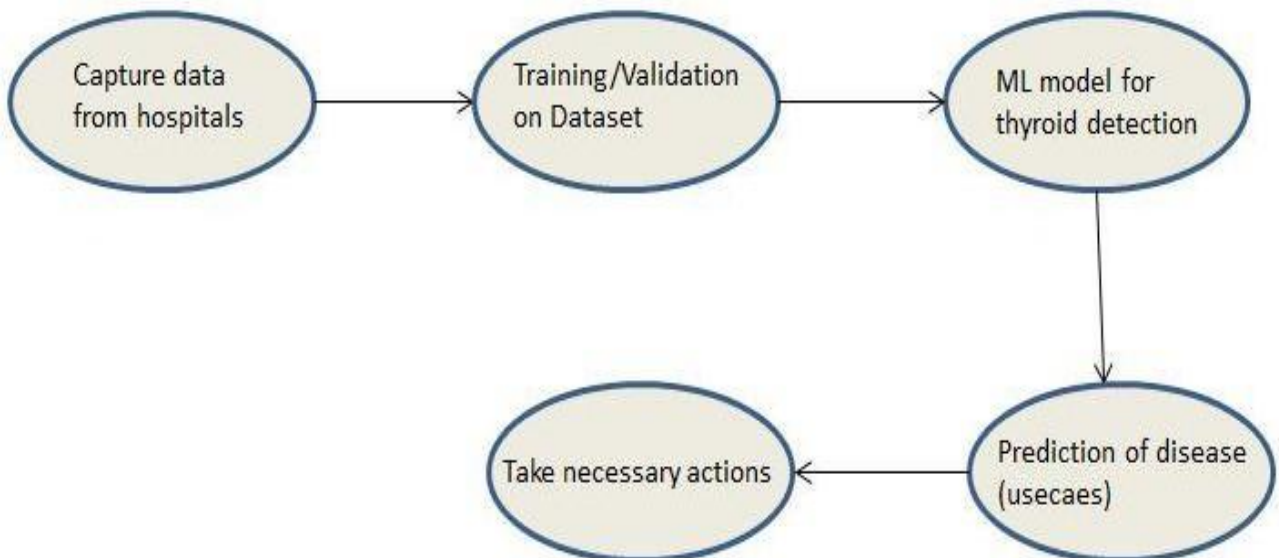 Capture data
from hospitals
Training/Validation
on Dataset
ML model for
thyroid detection
Prediction of disease
(usecaes)
Take necessary actions